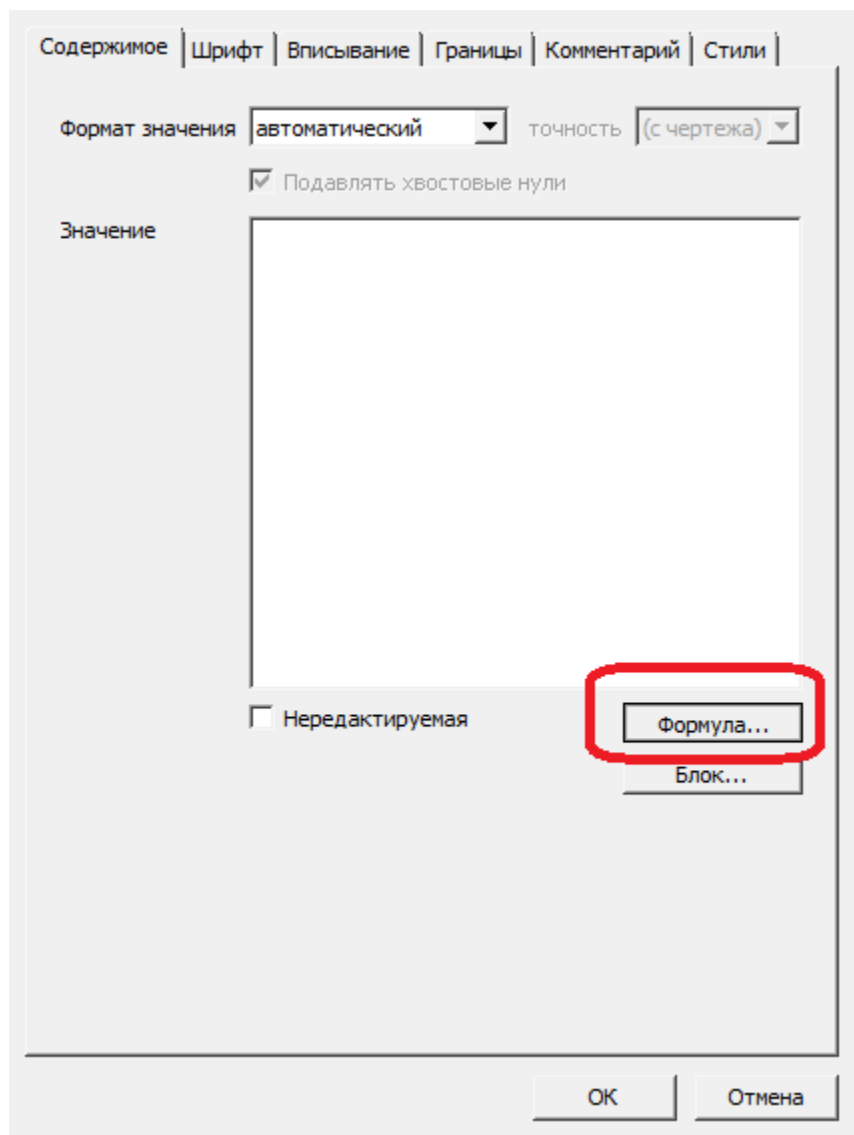 Содержимое Шрифт Вписывание Границы Комментарий Стили
Формат значения автоматический точность (с чертежа)
Подавлять хвостовые нули
Значение
Нередактируемая Формула...
Блок...
ОК Отмена